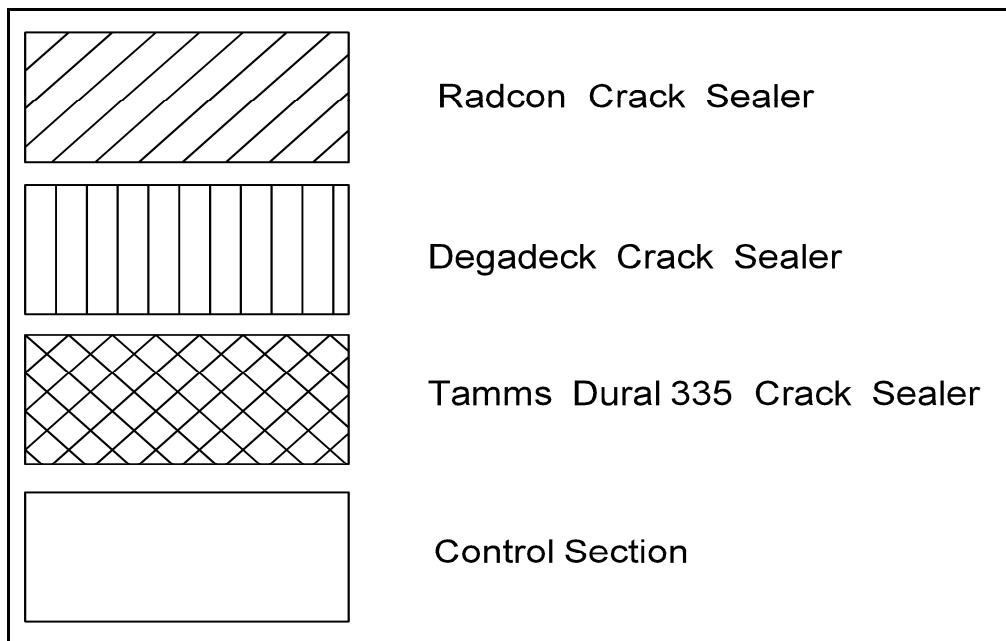 Radcon Crack Sealer
Degadeck Crack Sealer
Tamms Dural 335 Crack Sealer
Control Section